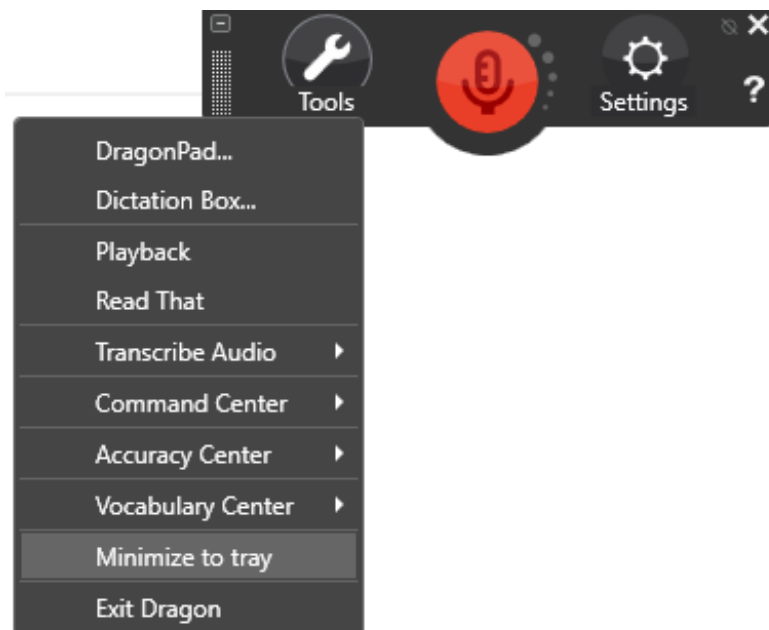 Tools
Settings
?
DragonPad...
Dictation Box...
Playback
Read That
Transcribe Audio
Command Center
Accuracy Center
Vocabulary Center
Minimize to tray
Exit Dragon